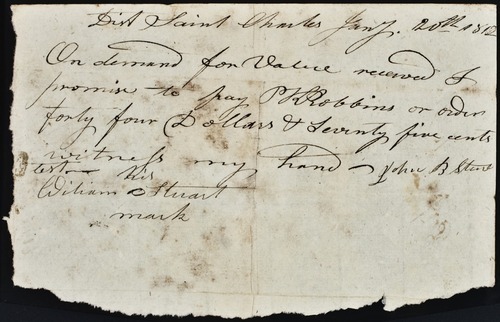 Dist Saint Charles Jany. 20th 1812
On demand for Value received I
promise to pay P K Robbins or order
forty four Dollars & Seventy five cents
witness my hand John B Stuart
test his
William Stuart
mark